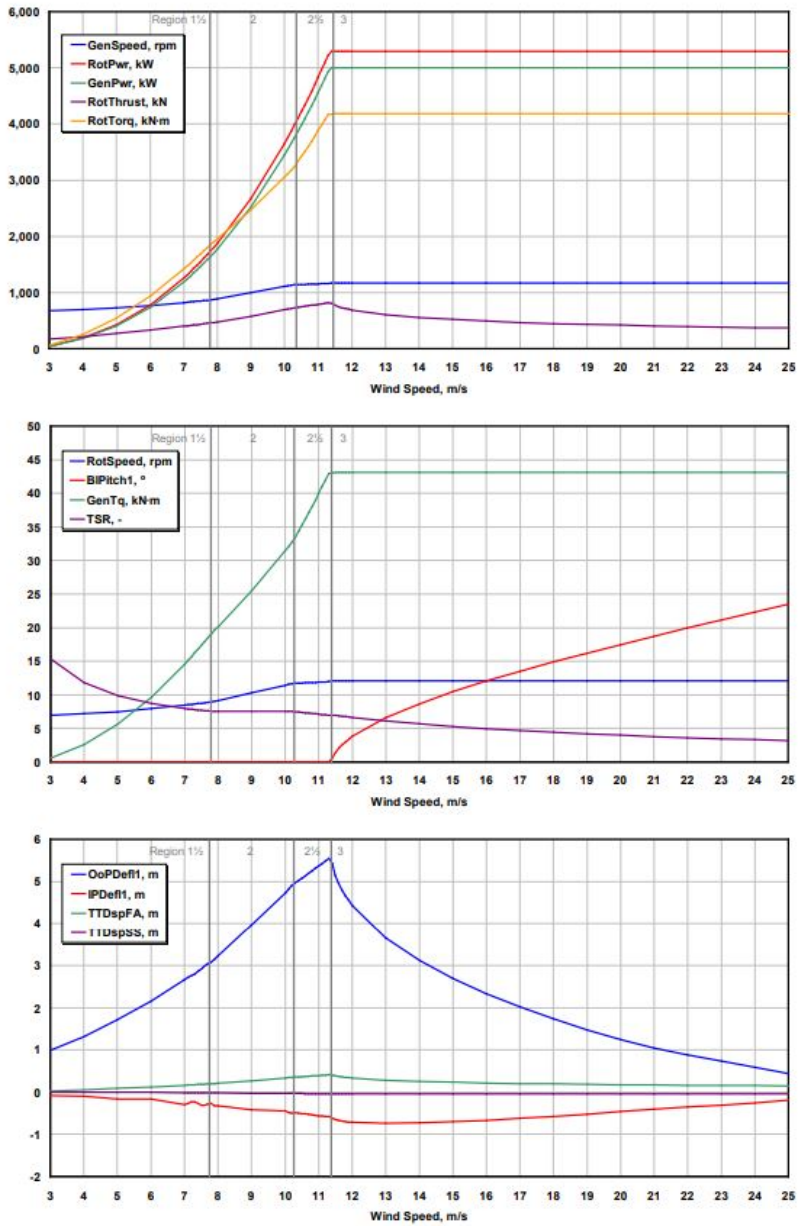 Region 1½ 2 2½ 3
6,000
5,000
4,000
3,000
2,000
1,000
0
GenSpeed, rpm
RotPwr, kW
GenPwr, kW
RotThrust, kN
RotTorq, kN·m
3 4 5 6 7 8 9 10 11 12 13 14 15 16 17 18 19 20 21 22 23 24 25
Wind Speed, m/s
Region 1½ 2 2½ 3
50
45
40
35
30
25
20
15
10
5
0
RotSpeed, rpm
BlPitch1, º
GenTq, kN·m
TSR, -
3 4 5 6 7 8 9 10 11 12 13 14 15 16 17 18 19 20 21 22 23 24 25
Wind Speed, m/s
Region 1½ 2 2½ 3
6
5
4
3
2
1
0
-1
-2
OoPDefl1, m
IPDefl1, m
TTDspFA, m
TTDspSS, m
3 4 5 6 7 8 9 10 11 12 13 14 15 16 17 18 19 20 21 22 23 24 25
Wind Speed, m/s